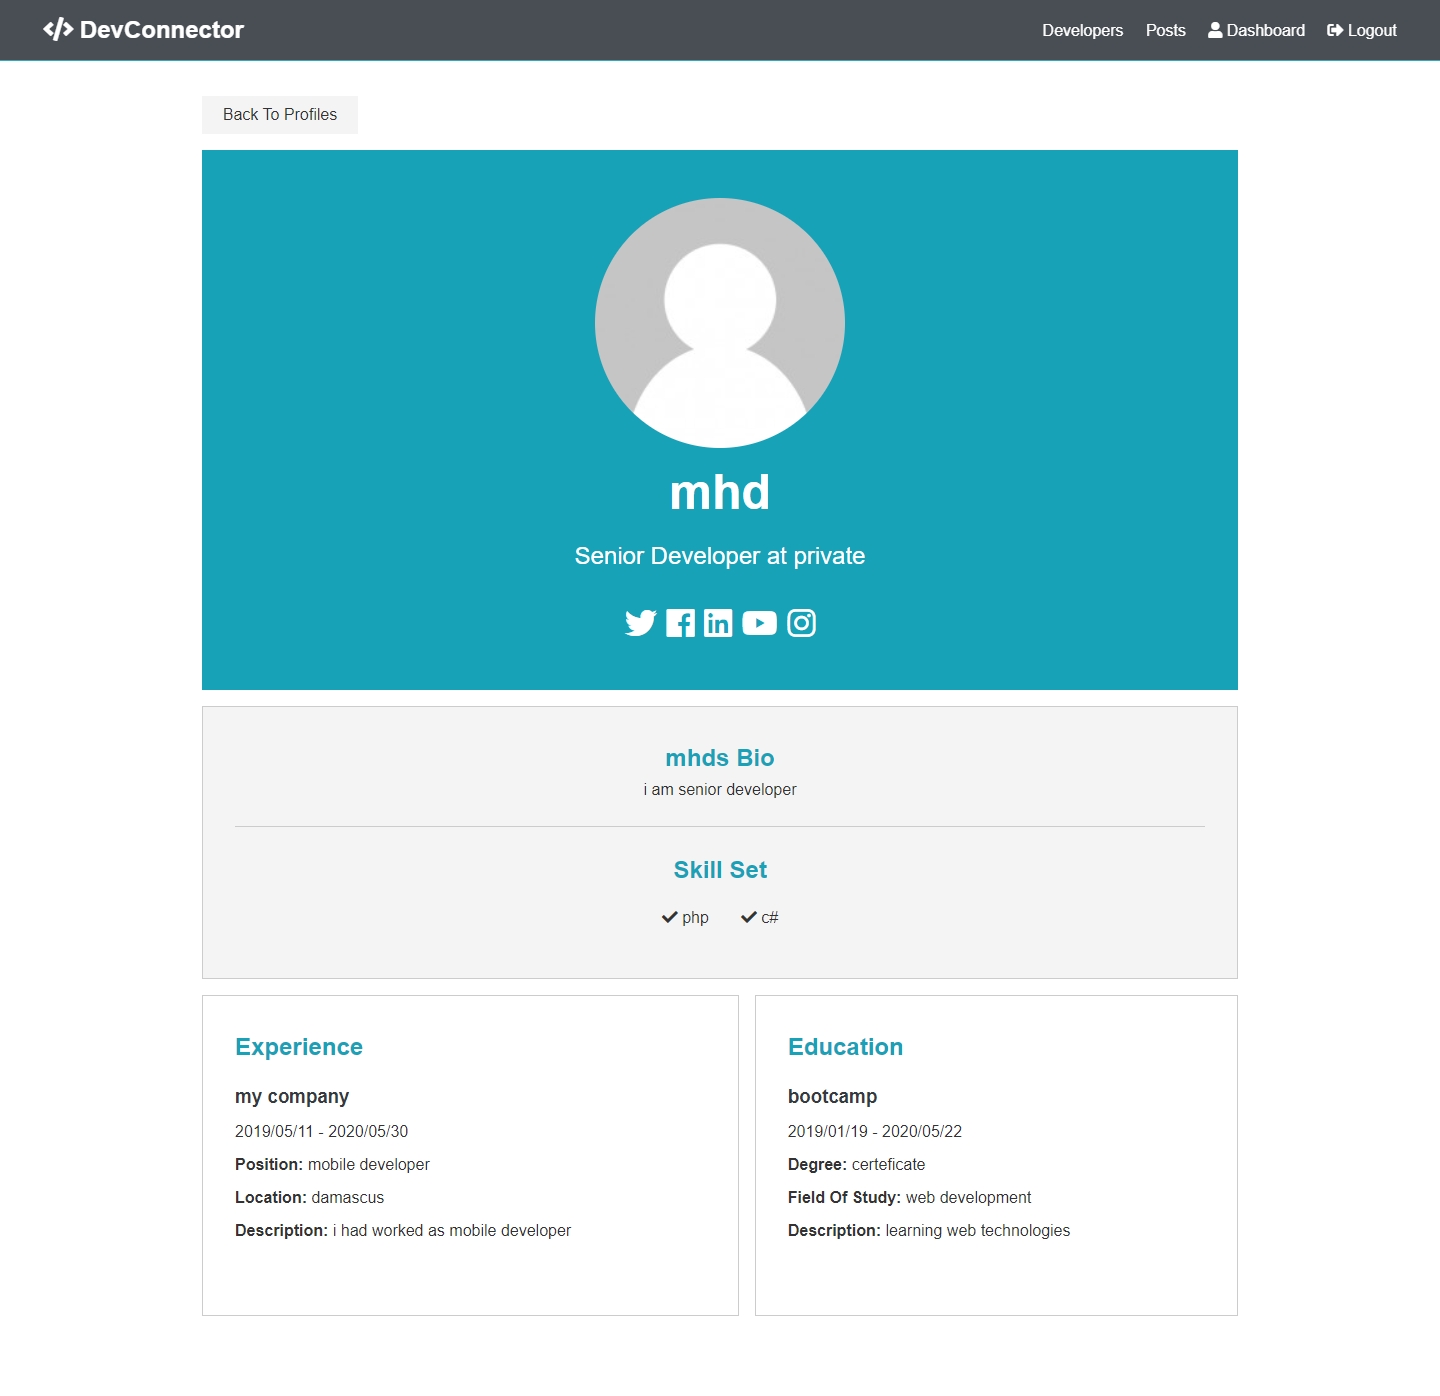 DevConnector
Developers Posts Dashboard Logout
Back To Profiles
mhd
Senior Developer at private
mhds Bio
i am senior developer
Skill Set
php c#
Experience
my company
2019/05/11 - 2020/05/30
Position: mobile developer
Location: damascus
Description: i had worked as mobile developer
Education
bootcamp
2019/01/19 - 2020/05/22
Degree: certeficate
Field Of Study: web development
Description: learning web technologies